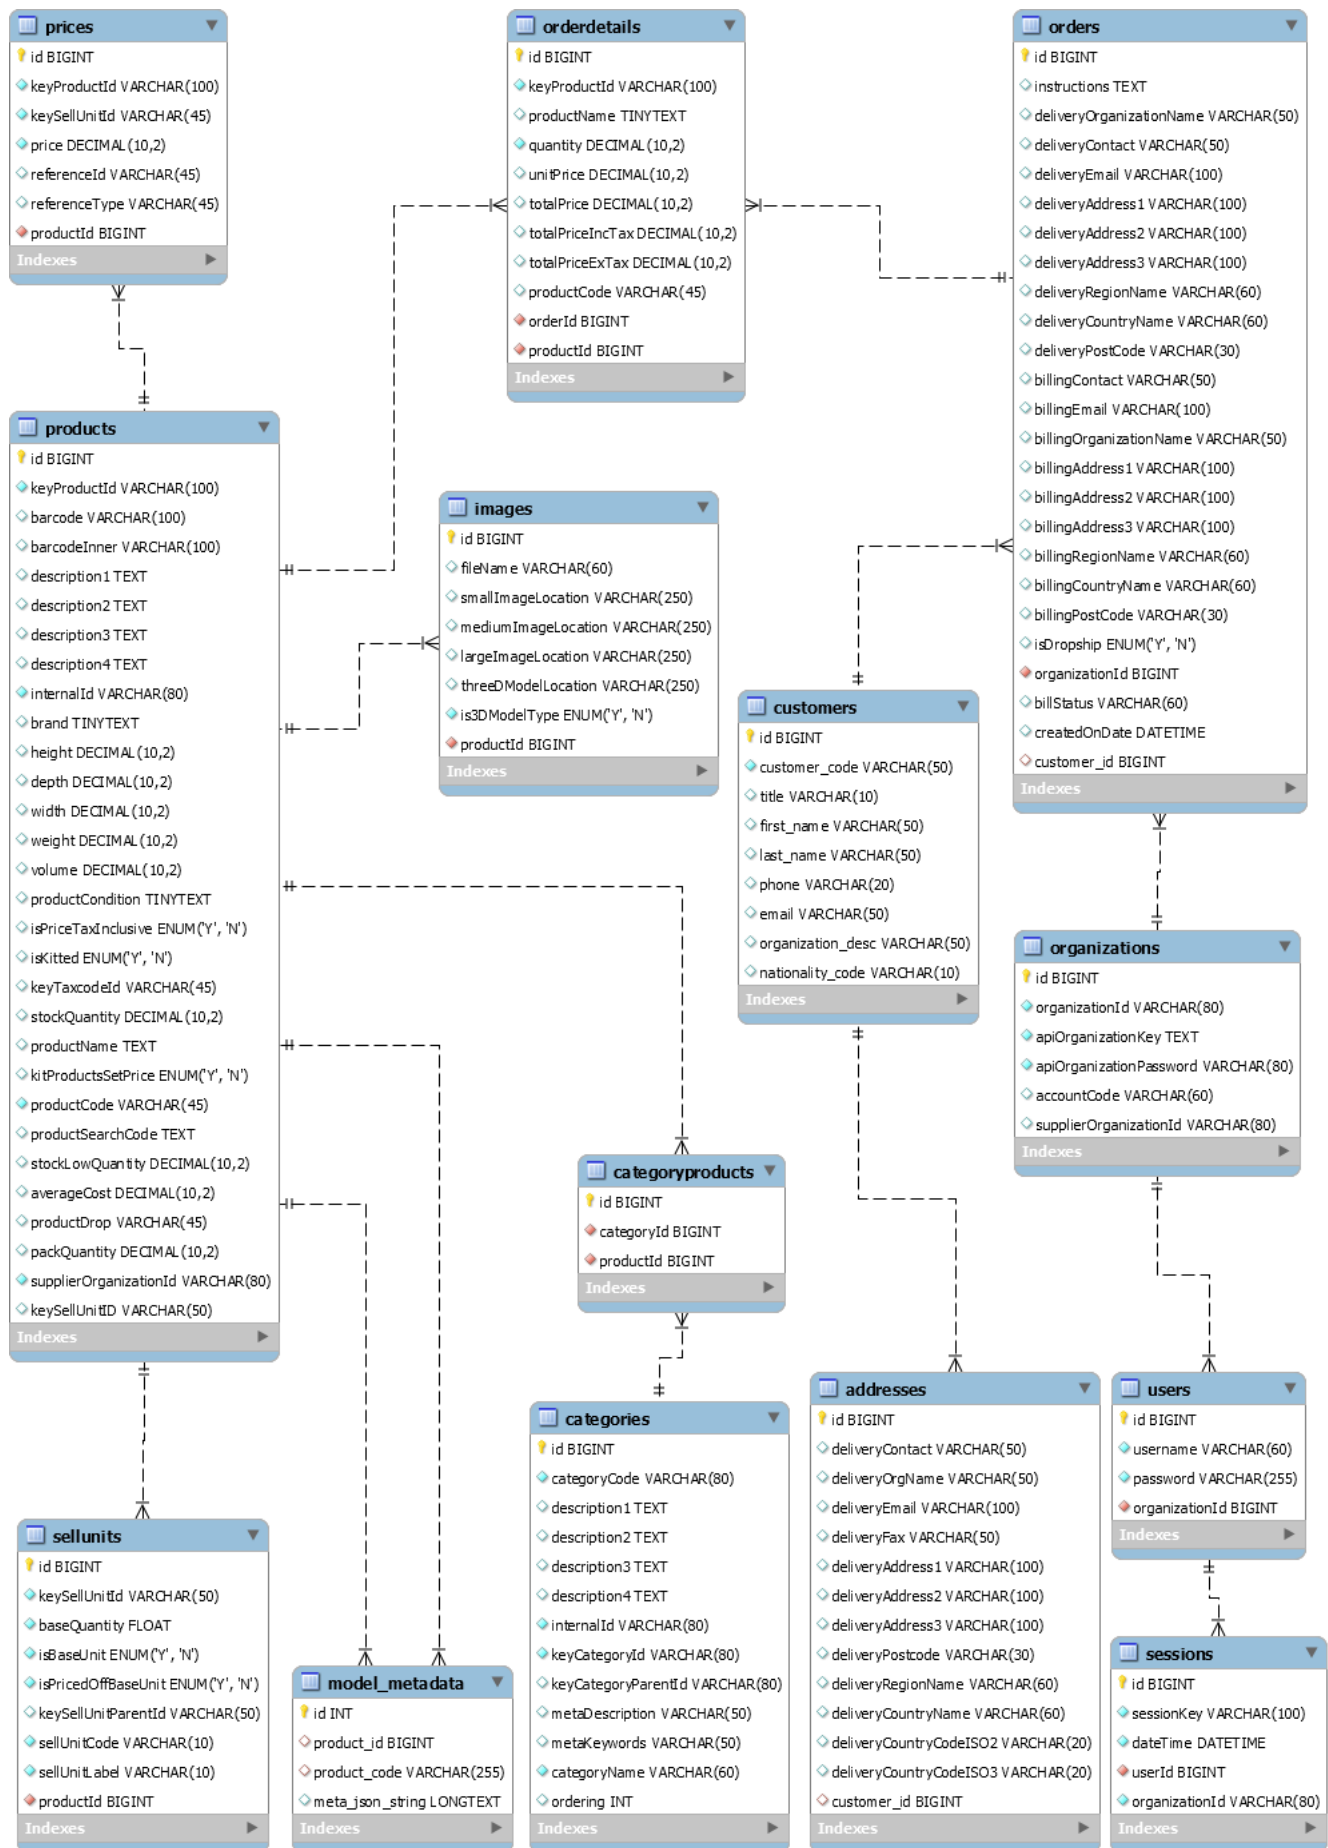 prices
id BIGINT
keyProductId VARCHAR(100)
keySellUnitId VARCHAR(45)
price DECIMAL(10,2)
referenceId VARCHAR(45)
referenceType VARCHAR(45)
productId BIGINT
Indexes
orderdetails
id BIGINT
keyProductId VARCHAR(100)
productName TINYTEXT
quantity DECIMAL(10,2)
unitPrice DECIMAL(10,2)
totalPrice DECIMAL(10,2)
totalPriceIncTax DECIMAL(10,2)
totalPriceExTax DECIMAL(10,2)
productCode VARCHAR(45)
orderId BIGINT
productId BIGINT
Indexes
orders
id BIGINT
instructions TEXT
deliveryOrganizationName VARCHAR(50)
deliveryContact VARCHAR(50)
deliveryEmail VARCHAR(100)
deliveryAddress1 VARCHAR(100)
deliveryAddress2 VARCHAR(100)
deliveryAddress3 VARCHAR(100)
deliveryRegionName VARCHAR(60)
deliveryCountryName VARCHAR(60)
deliveryPostCode VARCHAR(30)
billingContact VARCHAR(50)
billingEmail VARCHAR(100)
billingOrganizationName VARCHAR(50)
billingAddress1 VARCHAR(100)
billingAddress2 VARCHAR(100)
billingAddress3 VARCHAR(100)
billingRegionName VARCHAR(60)
billingCountryName VARCHAR(60)
billingPostCode VARCHAR(30)
isDropship ENUM('Y', 'N')
organizationId BIGINT
billStatus VARCHAR(60)
createdOnDate DATETIME
customer_id BIGINT
Indexes
products
id BIGINT
keyProductId VARCHAR(100)
barcode VARCHAR(100)
barcodeInner VARCHAR(100)
description1 TEXT
description2 TEXT
description3 TEXT
description4 TEXT
internalId VARCHAR(80)
brand TINYTEXT
height DECIMAL(10,2)
depth DECIMAL(10,2)
width DECIMAL(10,2)
weight DECIMAL(10,2)
volume DECIMAL(10,2)
productCondition TINYTEXT
isPriceTaxInclusive ENUM('Y', 'N')
isKitted ENUM('Y', 'N')
keyTaxcodeId VARCHAR(45)
stockQuantity DECIMAL(10,2)
productName TEXT
kitProductsSetPrice ENUM('Y', 'N')
productCode VARCHAR(45)
productSearchCode TEXT
stockLowQuantity DECIMAL(10,2)
averageCost DECIMAL(10,2)
productDrop VARCHAR(45)
packQuantity DECIMAL(10,2)
supplierOrganizationId VARCHAR(80)
keySellUnitID VARCHAR(50)
Indexes
images
id BIGINT
fileName VARCHAR(60)
smallImageLocation VARCHAR(250)
mediumImageLocation VARCHAR(250)
largeImageLocation VARCHAR(250)
threeDModelLocation VARCHAR(250)
is3DModelType ENUM('Y', 'N')
productId BIGINT
Indexes
customers
id BIGINT
customer_code VARCHAR(50)
title VARCHAR(10)
first_name VARCHAR(50)
last_name VARCHAR(50)
phone VARCHAR(20)
email VARCHAR(50)
organization_desc VARCHAR(50)
nationality_code VARCHAR(10)
Indexes
organizations
id BIGINT
organizationId VARCHAR(80)
apiOrganizationKey TEXT
apiOrganizationPassword VARCHAR(80)
accountCode VARCHAR(60)
supplierOrganizationId VARCHAR(80)
Indexes
categoryproducts
id BIGINT
categoryId BIGINT
productId BIGINT
Indexes
categories
id BIGINT
categoryCode VARCHAR(80)
description1 TEXT
description2 TEXT
description3 TEXT
description4 TEXT
internalId VARCHAR(80)
keyCategoryId VARCHAR(80)
keyCategoryParentId VARCHAR(80)
metaDescription VARCHAR(50)
metaKeywords VARCHAR(50)
categoryName VARCHAR(60)
ordering INT
Indexes
addresses
id BIGINT
deliveryContact VARCHAR(50)
deliveryOrgName VARCHAR(50)
deliveryEmail VARCHAR(100)
deliveryFax VARCHAR(50)
deliveryAddress1 VARCHAR(100)
deliveryAddress2 VARCHAR(100)
deliveryAddress3 VARCHAR(100)
deliveryPostcode VARCHAR(30)
deliveryRegionName VARCHAR(60)
deliveryCountryName VARCHAR(60)
deliveryCountryCodeISO2 VARCHAR(20)
deliveryCountryCodeISO3 VARCHAR(20)
customer_id BIGINT
Indexes
users
id BIGINT
username VARCHAR(60)
password VARCHAR(255)
organizationId BIGINT
Indexes
sellunits
id BIGINT
keySellUnitId VARCHAR(50)
baseQuantity FLOAT
isBaseUnit ENUM('Y', 'N')
isPricedOffBaseUnit ENUM('Y', 'N')
keySellUnitParentId VARCHAR(50)
sellUnitCode VARCHAR(10)
sellUnitLabel VARCHAR(10)
productId BIGINT
Indexes
model_metadata
id INT
product_id BIGINT
product_code VARCHAR(255)
meta_json_string LONGTEXT
Indexes
sessions
id BIGINT
sessionKey VARCHAR(100)
dateTime DATETIME
userId BIGINT
organizationId VARCHAR(80)
Indexes